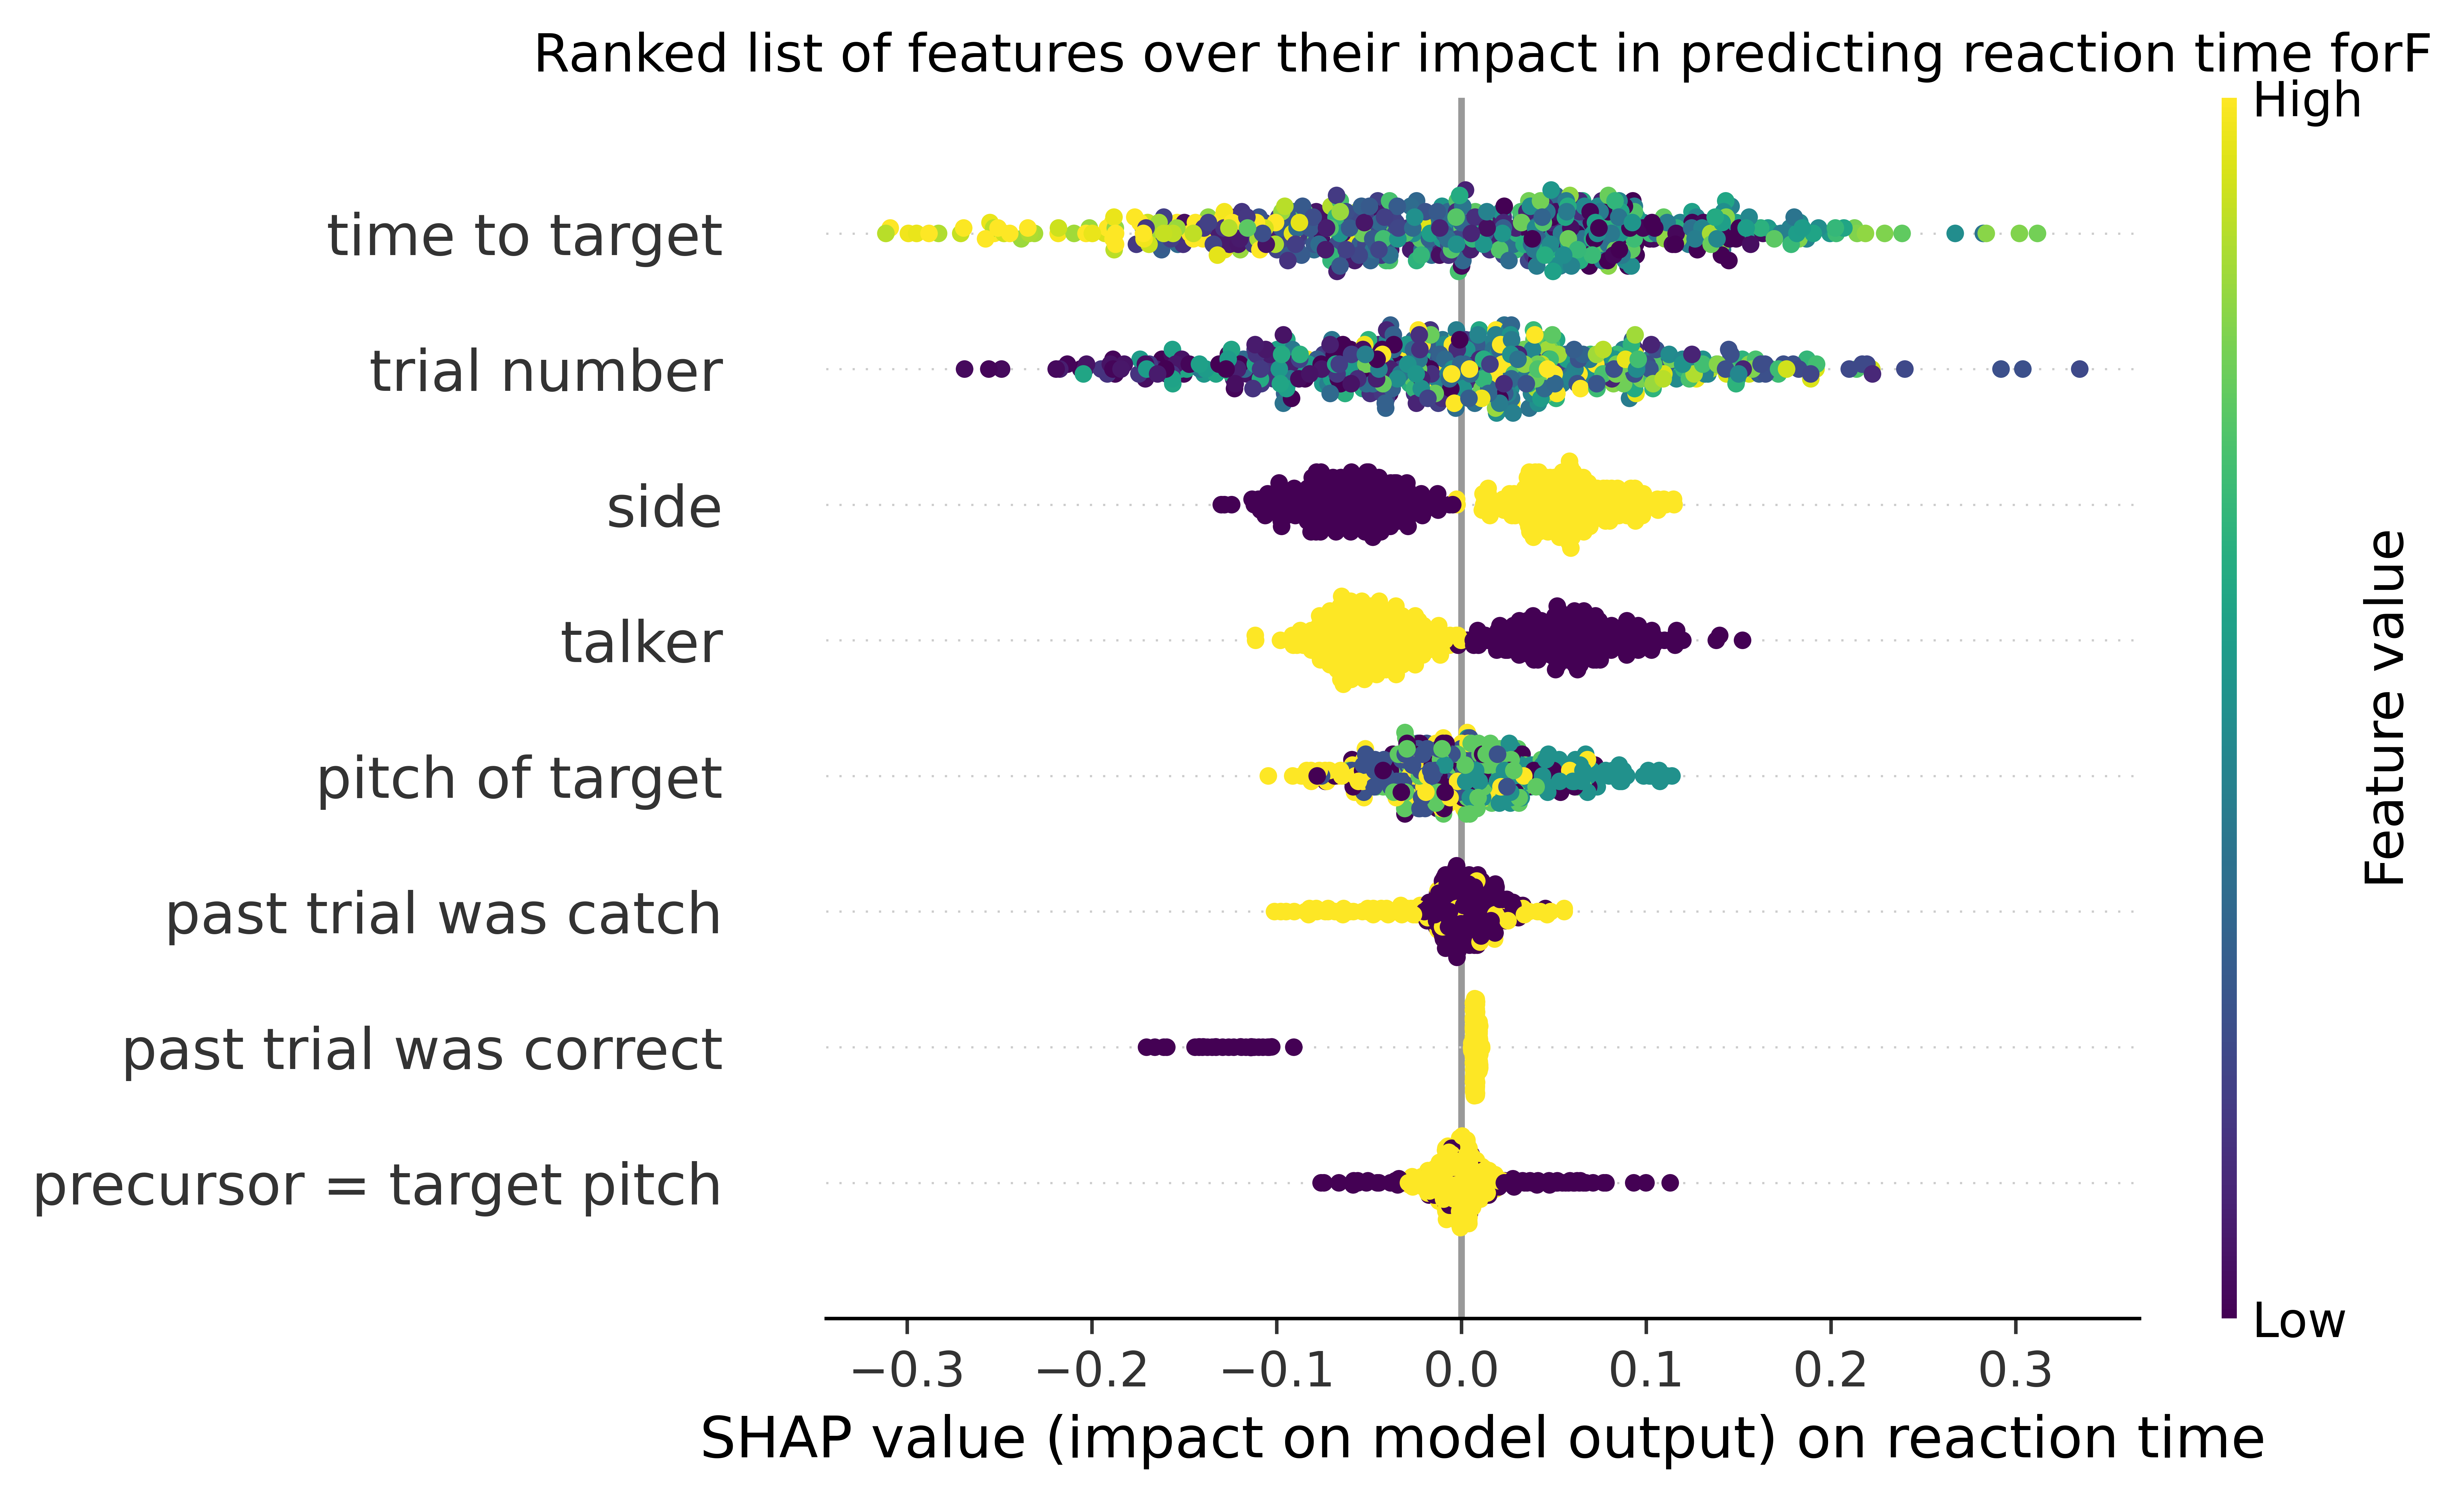 Ranked list of features over their impact in predicting reaction time forF
High
time to target
trial number
side
talker
pitch of target
past trial was catch
past trial was correct
precursor = target pitch
Feature value
Low
−0.3 −0.2 −0.1 0.0 0.1 0.2 0.3
SHAP value (impact on model output) on reaction time